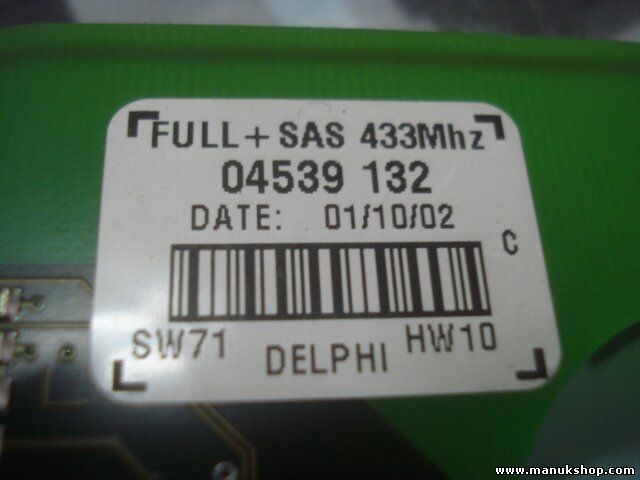 FULL + SAS 433Mhz
04539 132
DATE: 01/10/02
C
SW71 DELPHI HW10
www.manukshop.com